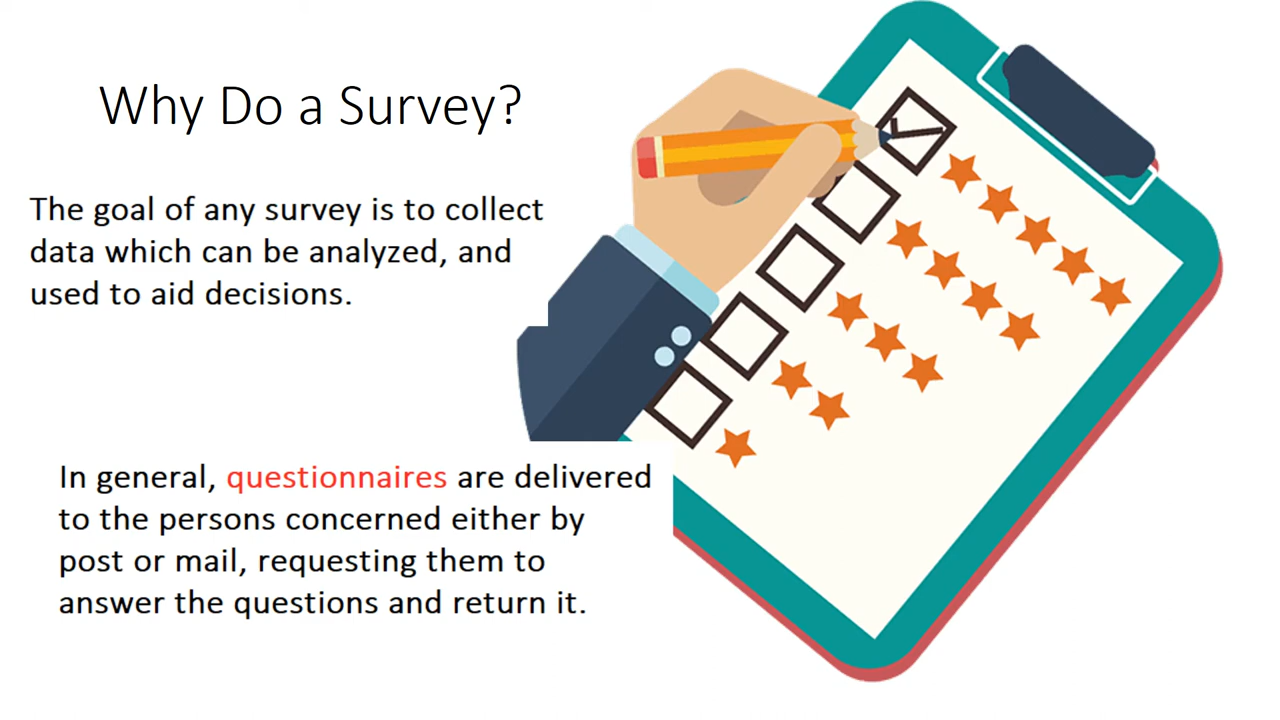 Why Do a Survey?
The goal of any survey is to collect
data which can be analyzed, and
used to aid decisions.
In general, questionnaires are delivered
to the persons concerned either by
post or mail, requesting them to
answer the questions and return it.